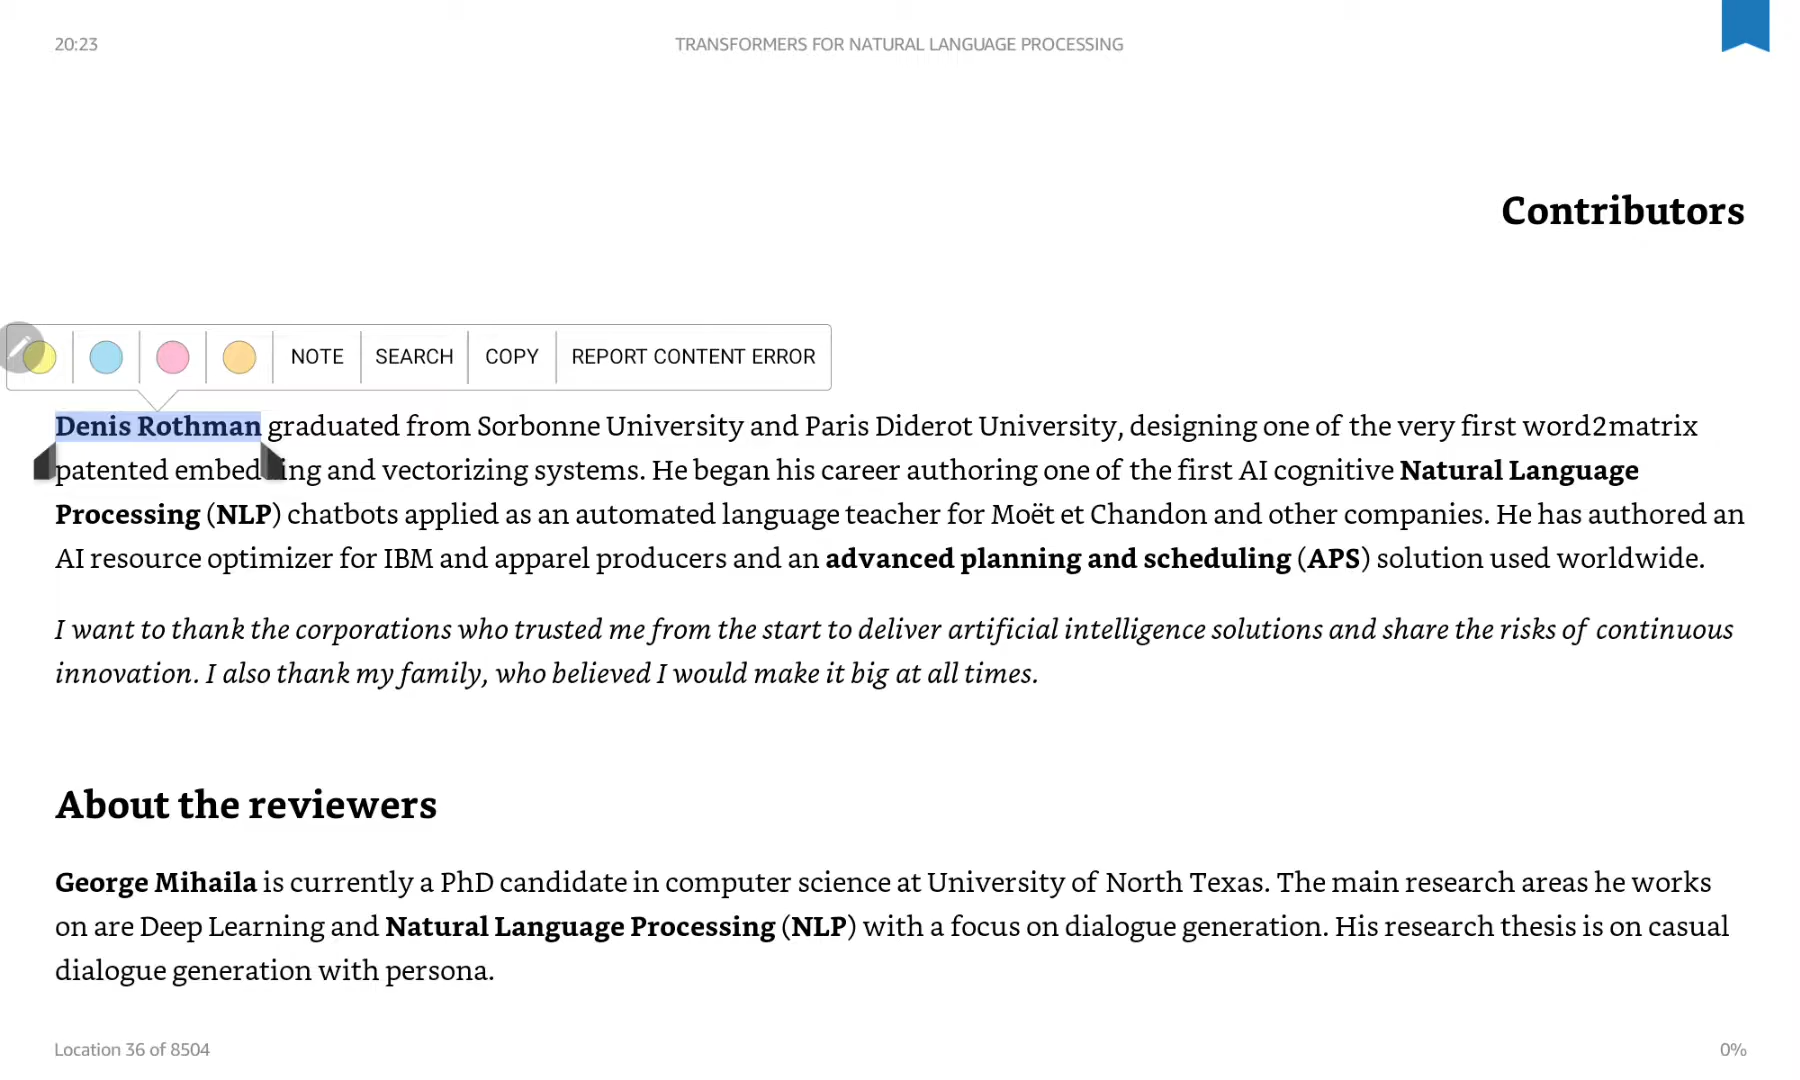 20:23
TRANSFORMERS FOR NATURAL LANGUAGE PROCESSING
Contributors
NOTE SEARCH COPY REPORT CONTENT ERROR
Denis Rothman graduated from Sorbonne University and Paris Diderot University, designing one of the very first word2matrix
patented embed ing and vectorizing systems. He began his career authoring one of the first AI cognitive Natural Language
Processing (NLP) chatbots applied as an automated language teacher for Moët et Chandon and other companies. He has authored an
AI resource optimizer for IBM and apparel producers and an advanced planning and scheduling (APS) solution used worldwide.
I want to thank the corporations who trusted me from the start to deliver artificial intelligence solutions and share the risks of continuous
innovation. I also thank my family, who believed I would make it big at all times.
About the reviewers
George Mihaila is currently a PhD candidate in computer science at University of North Texas. The main research areas he works
on are Deep Learning and Natural Language Processing (NLP) with a focus on dialogue generation. His research thesis is on casual
dialogue generation with persona.
Location 36 of 8504
0%